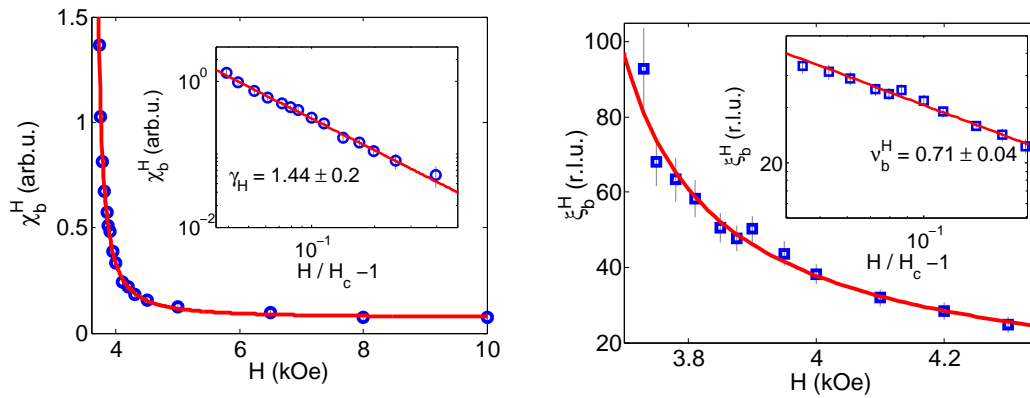 1.5
1
0.5
0
4
6
8
10
H (kOe)
χ_b^H (arb.u.)
10^0
10^-2
10^-1
χ_b^H (arb.u.)
γ_H = 1.44 ± 0.2
H / H_c −1
100
80
60
40
20
3.8
4
4.2
H (kOe)
ξ_b^H (r.l.u.)
20
10^-1
ξ_b^H (r.l.u.)
ν_b^H = 0.71 ± 0.04
H / H_c −1